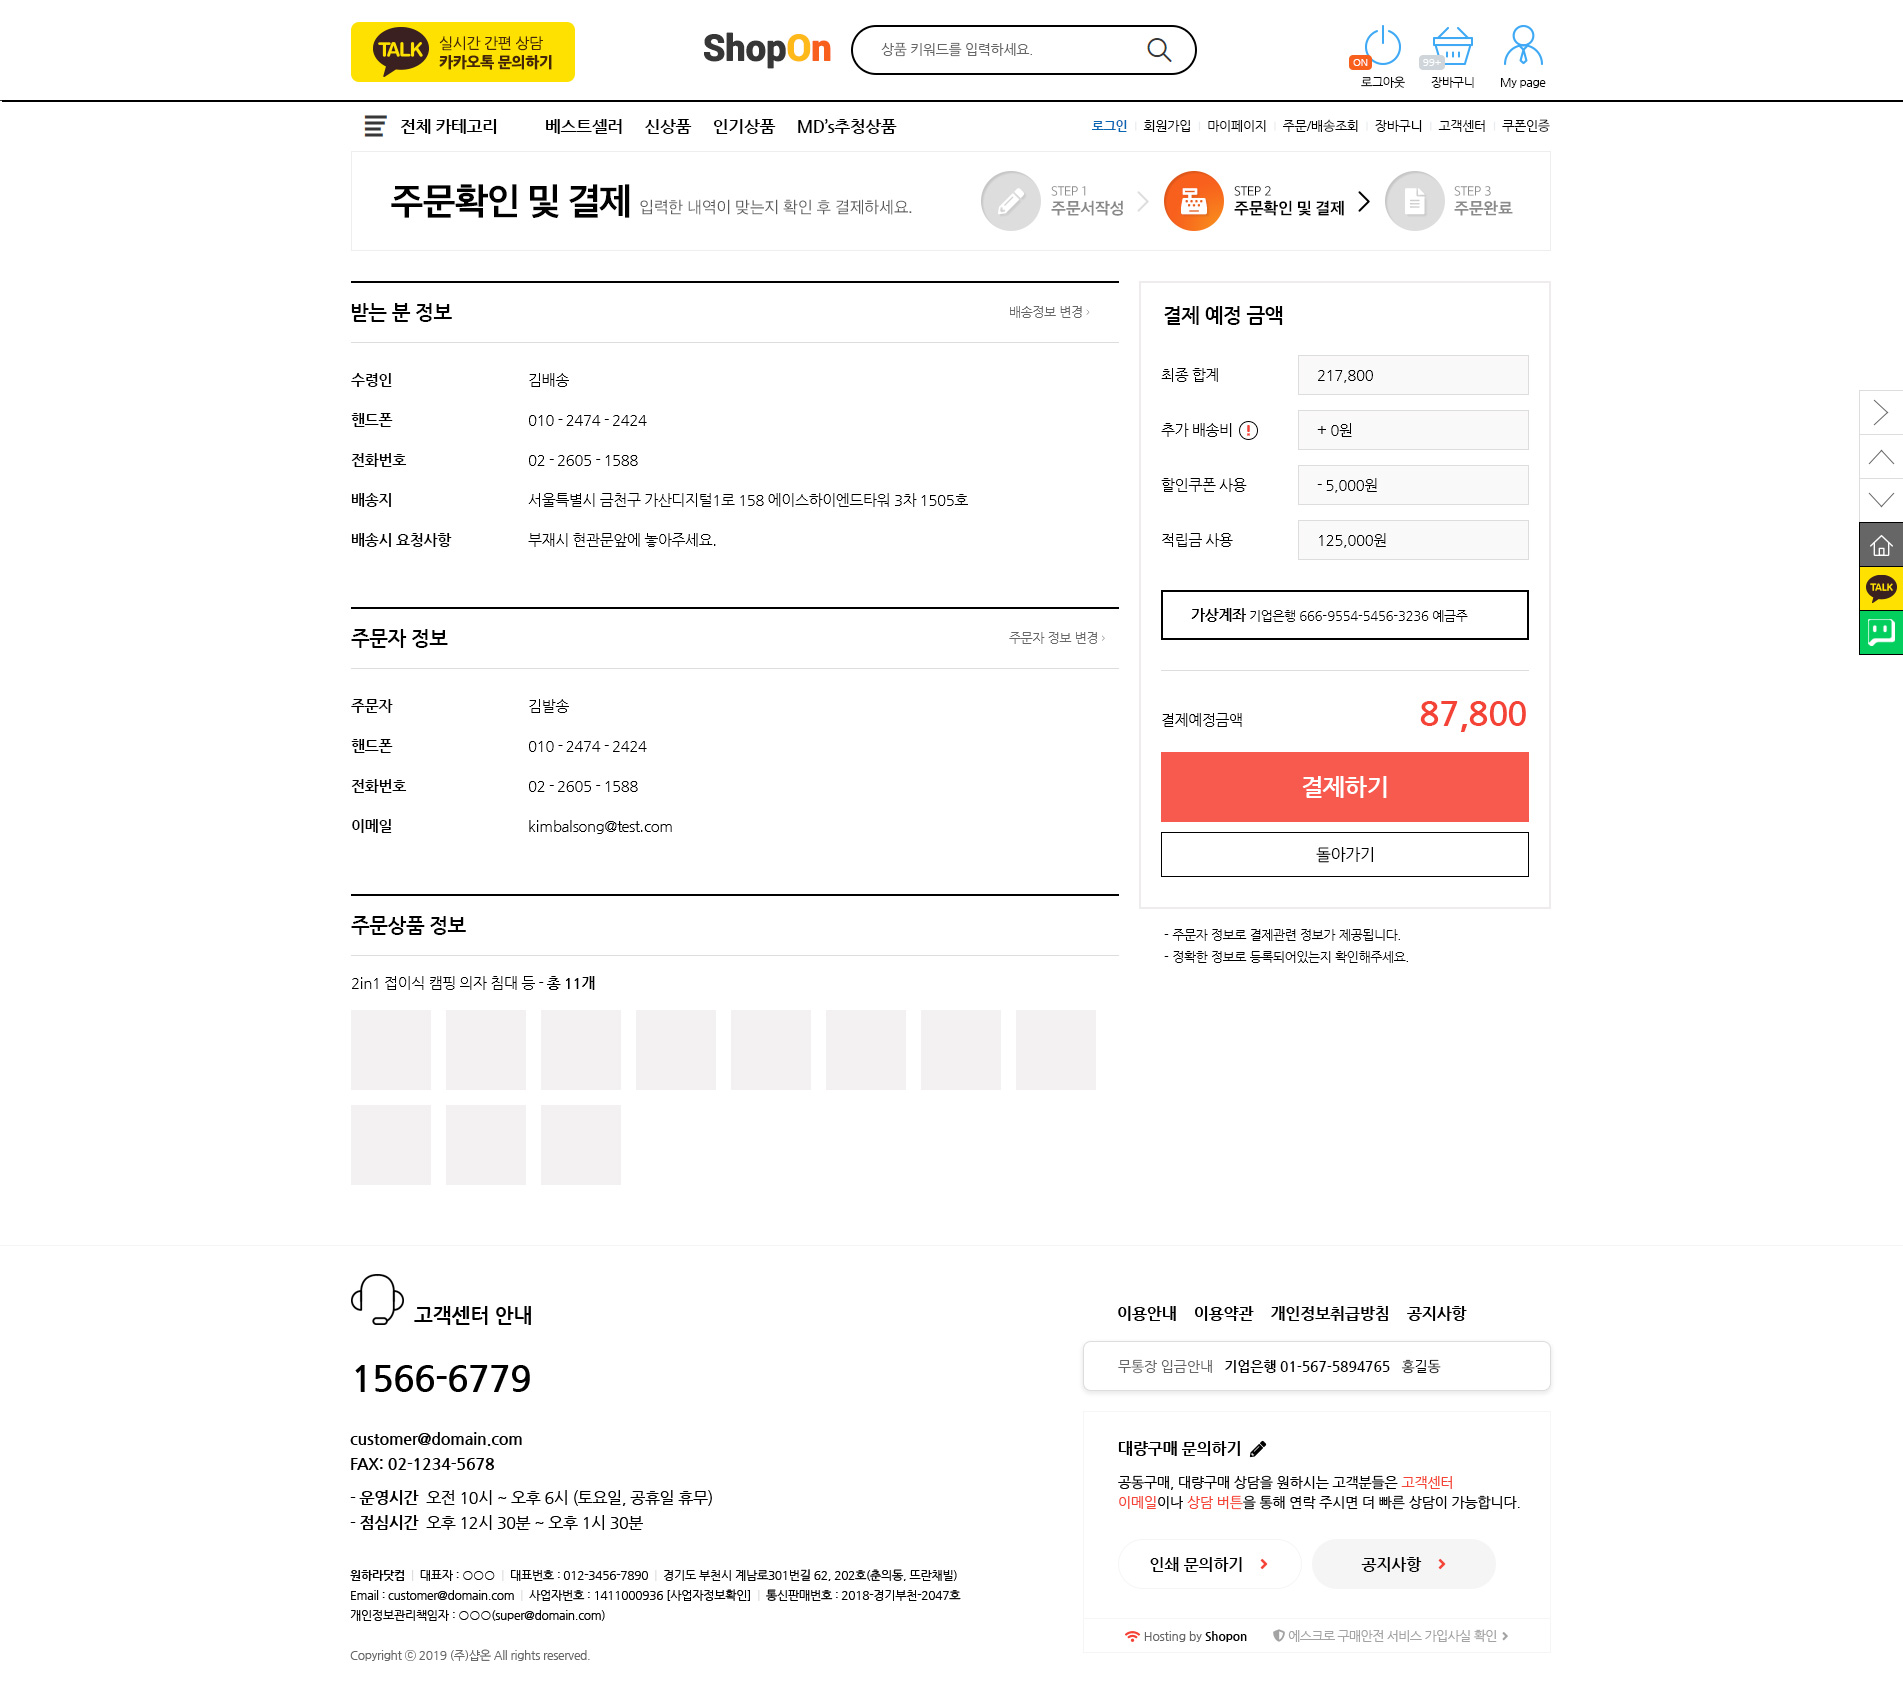 TALK 실시간 간편 상담
카카오톡 문의하기
ShopOn
상품 키워드를 입력하세요.
ON
로그아웃
99+
장바구니
My page
전체 카테고리 베스트셀러 신상품 인기상품 MD's추청상품
로그인 회원가입 마이페이지 주문/배송조회 장바구니 고객센터 쿠폰인증
주문확인 및 결제 입력한 내역이 맞는지 확인 후 결제하세요.
STEP 1
주문서작성
STEP 2
주문확인 및 결제
STEP 3
주문완료
받는 분 정보 배송정보 변경 >
수령인 김배송
핸드폰 010 - 2474 - 2424
전화번호 02 - 2605 - 1588
배송지 서울특별시 금천구 가산디지털1로 158 에이스하이엔드타워 3차 1505호
배송시 요청사항 부재시 현관문앞에 놓아주세요.
주문자 정보 주문자 정보 변경 >
주문자 김발송
핸드폰 010 - 2474 - 2424
전화번호 02 - 2605 - 1588
이메일 kimbalsong@test.com
주문상품 정보
2in1 접이식 캠핑 의자 침대 등 - 총 11개
결제 예정 금액
최종 합계 217,800
추가 배송비 + 0원
할인쿠폰 사용 - 5,000원
적립금 사용 125,000원
가상계좌 기업은행 666-9554-5456-3236 예금주
결제예정금액 87,800
결제하기
돌아가기
- 주문자 정보로 결제관련 정보가 제공됩니다.
- 정확한 정보로 등록되어있는지 확인해주세요.
TALK
고객센터 안내
1566-6779
customer@domain.com
FAX: 02-1234-5678
- 운영시간 오전 10시 ~ 오후 6시 (토요일, 공휴일 휴무)
- 점심시간 오후 12시 30분 ~ 오후 1시 30분
원하라닷컴 | 대표자 : ○○○ | 대표번호 : 012-3456-7890 | 경기도 부천시 계남로301번길 62, 202호(춘의동, 뜨란채빌)
Email : customer@domain.com | 사업자번호 : 1411000936 [사업자정보확인] | 통신판매번호 : 2018-경기부천-2047호
개인정보관리책임자 : ○○○(super@domain.com)
Copyright ⓒ 2019 (주)샵온 All rights reserved.
이용안내 이용약관 개인정보취급방침 공지사항
무통장 입금안내 기업은행 01-567-5894765 홍길동
대량구매 문의하기
공동구매, 대량구매 상담을 원하시는 고객분들은 고객센터
이메일이나 상담 버튼을 통해 연락 주시면 더 빠른 상담이 가능합니다.
인쇄 문의하기
공지사항
Hosting by Shopon
에스크로 구매안전 서비스 가입사실 확인